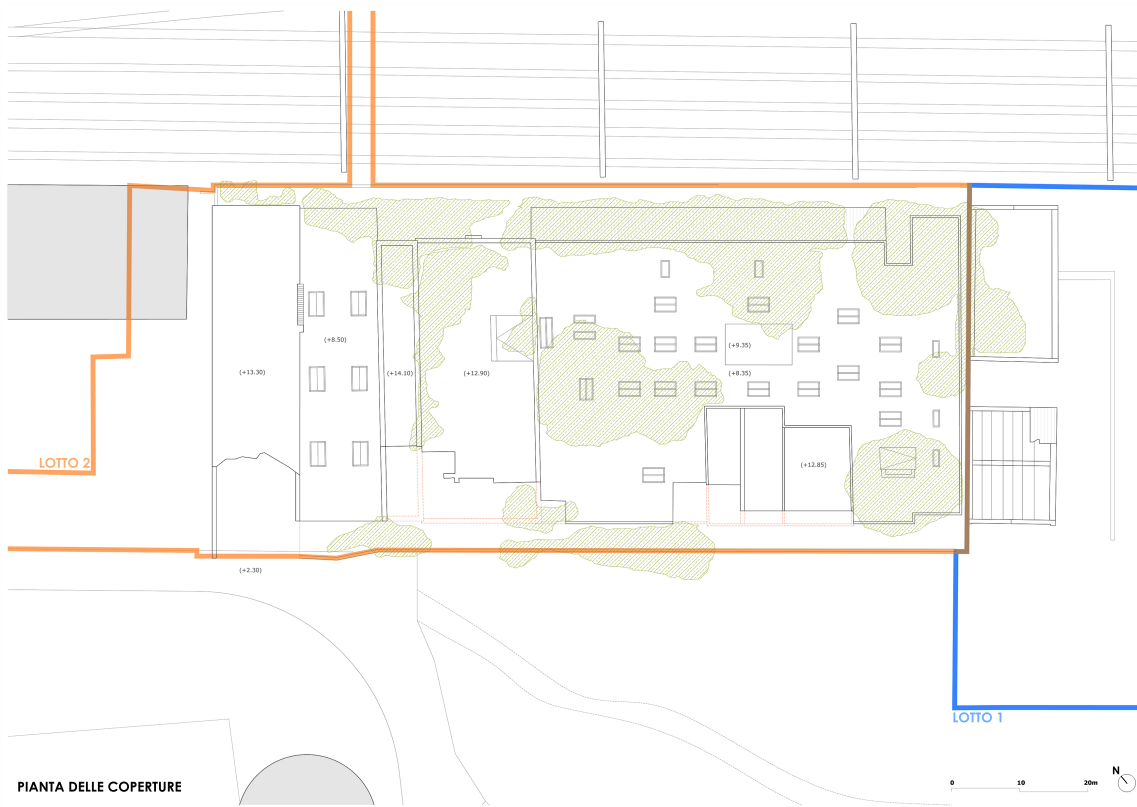 (+9.35)
(+8.50)
(+13.30)
(+14.10)
(+12.90)
(+8.35)
LOTTO 2
(+12.85)
(+2.30)
LOTTO 1
PIANTA DELLE COPERTURE
0 10 20m
N